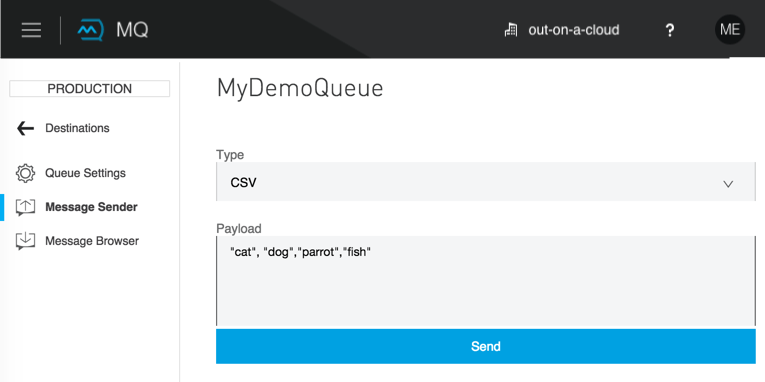 MQ
out-on-a-cloud
?
ME
PRODUCTION
Destinations
Queue Settings
Message Sender
Message Browser
MyDemoQueue
Type
CSV
Payload
"cat", "dog","parrot","fish"
Send